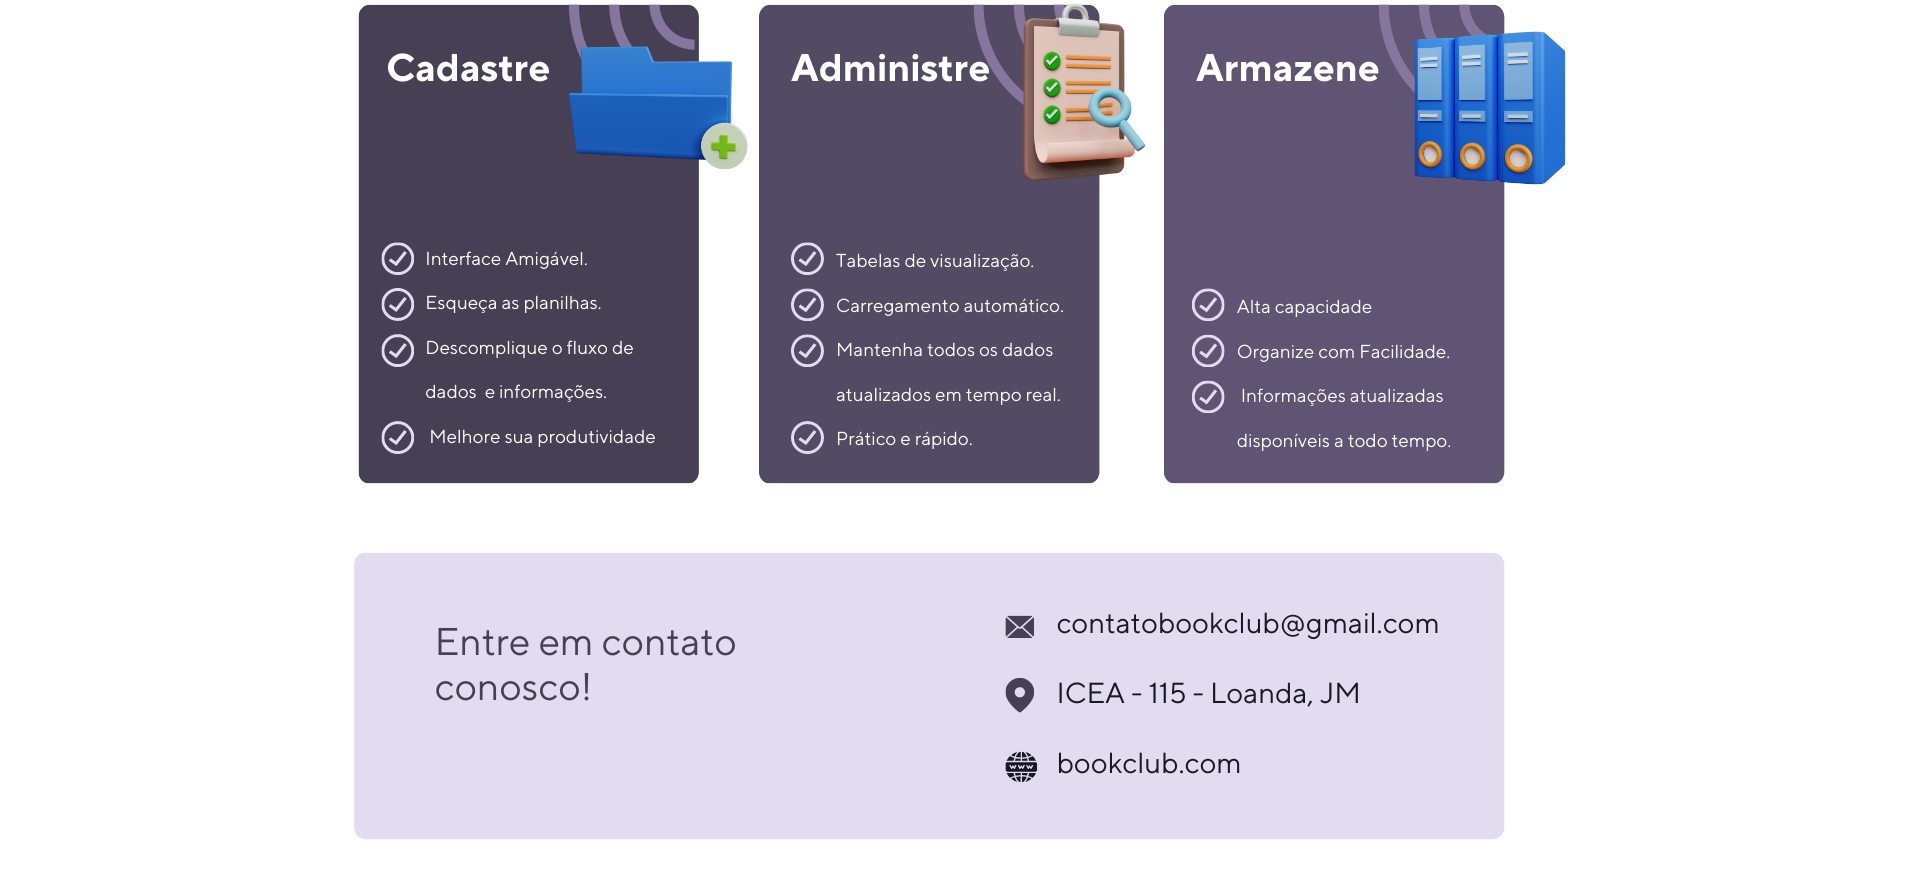 Cadastre
Interface Amigável.
Esqueça as planilhas.
Descomplique o fluxo de
dados e informações.
Melhore sua produtividade
Administre
Tabelas de visualização.
Carregamento automático.
Mantenha todos os dados
atualizados em tempo real.
Prático e rápido.
Armazene
Alta capacidade
Organize com Facilidade.
Informações atualizadas
disponíveis a todo tempo.
Entre em contato
conosco!
contatobookclub@gmail.com
ICEA - 115 - Loanda, JM
www
bookclub.com